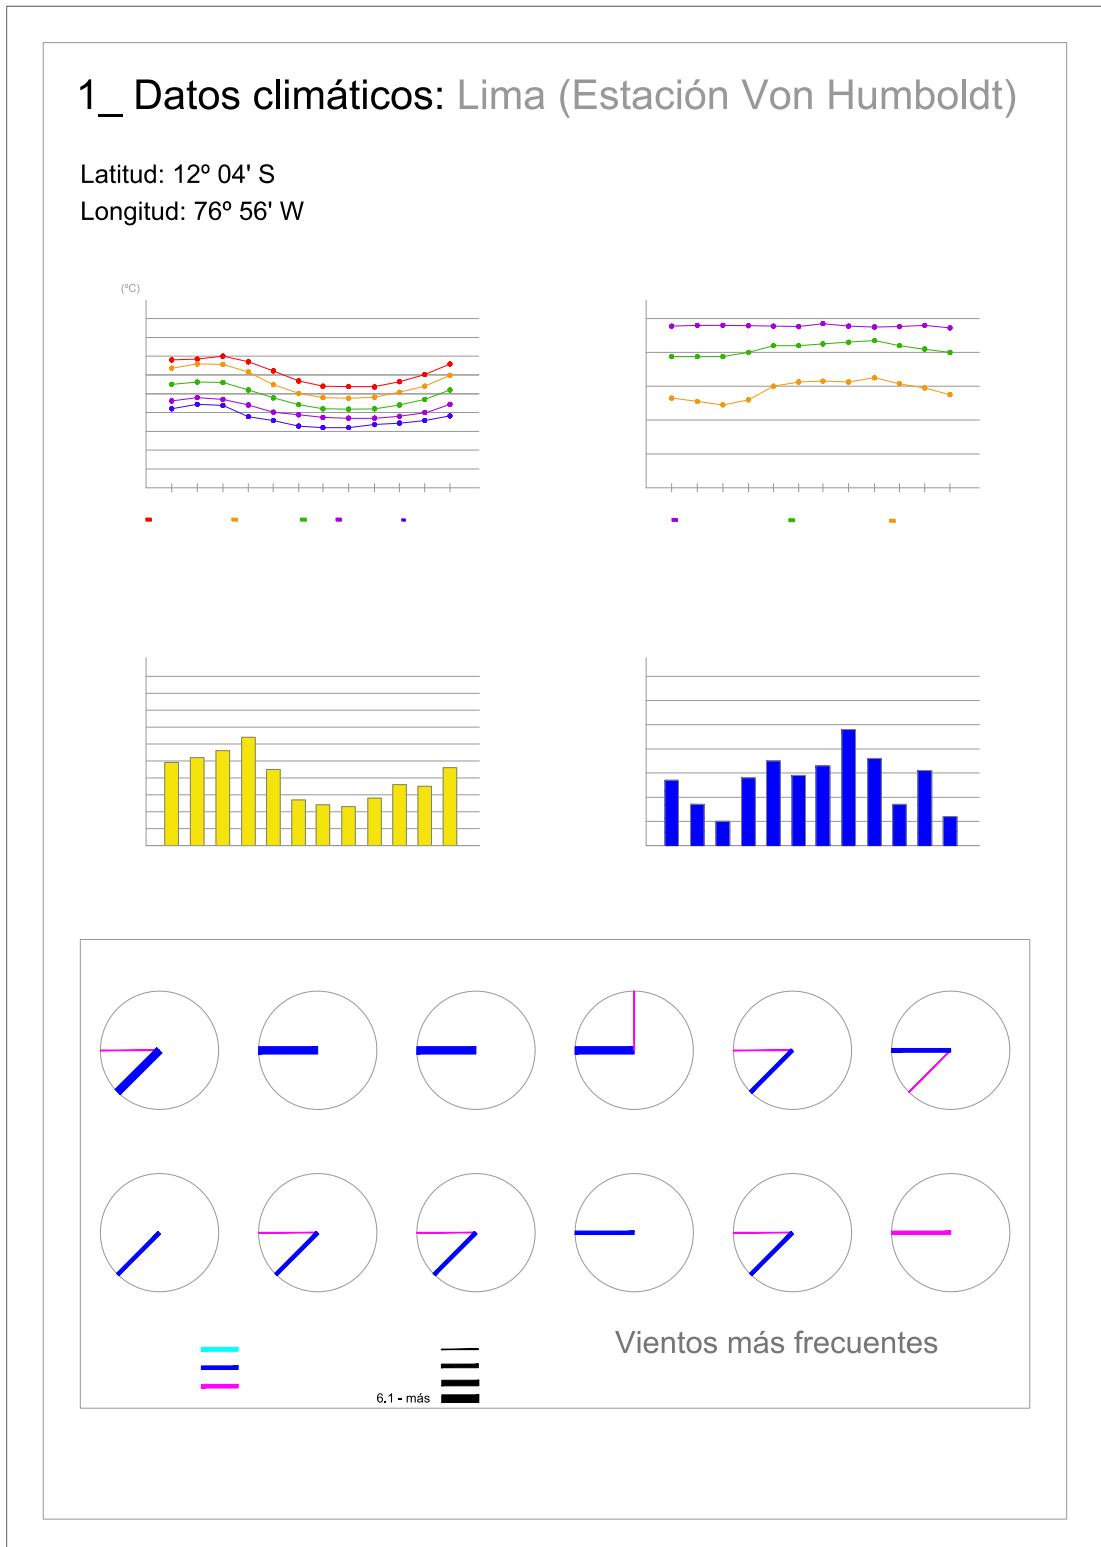 1_ Datos climáticos: Lima (Estación Von Humboldt)
Latitud: 12º 04' S
Longitud: 76º 56' W
(ºC)
Vientos más frecuentes
6.1 - más